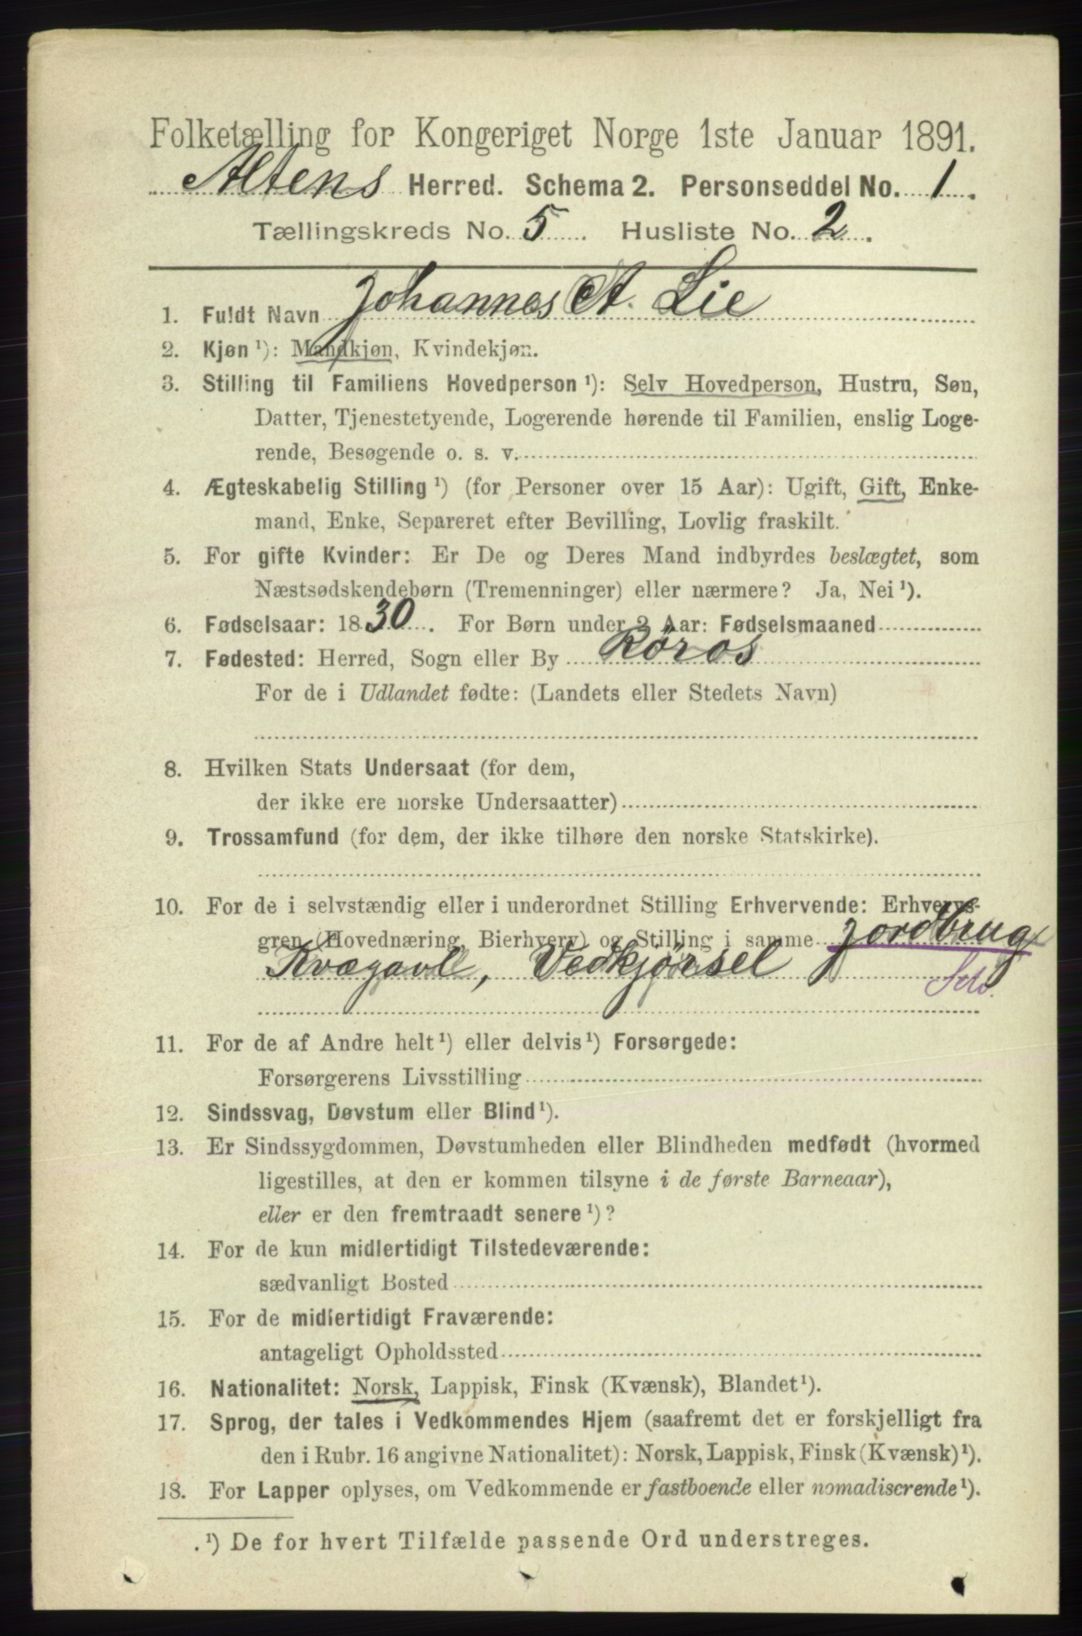 Folketælling for Kongeriget Norge 1ste Januar 1891.
Altens Herred. Schema 2. Personseddel No. 1.
Tællingskreds No. 5. Husliste No. 2.
1. Fuldt Navn Johannes A. Lie
2. Kjøn ¹): Mandkjøn, Kvindekjøn.
3. Stilling til Familiens Hovedperson ¹): Selv Hovedperson, Hustru, Søn,
Datter, Tjenestetyende, Logerende hørende til Familien, enslig Loge-
rende, Besøgende o. s. v.
4. Ægteskabelig Stilling ¹) (for Personer over 15 Aar): Ugift, Gift, Enke-
mand, Enke, Separeret efter Bevilling, Lovlig fraskilt.
5. For gifte Kvinder: Er De og Deres Mand indbyrdes beslægtet, som
Næstsødskendebørn (Tremenninger) eller nærmere? Ja, Nei ¹).
6. Fødselsaar: 1830. For Børn under 2 Aar: Fødselsmaaned
7. Fødested: Herred, Sogn eller By Røros
For de i Udlandet fødte: (Landets eller Stedets Navn)
8. Hvilken Stats Undersaat (for dem,
der ikke ere norske Undersaatter)
9. Trossamfund (for dem, der ikke tilhøre den norske Statskirke).
10. For de i selvstændig eller i underordnet Stilling Erhvervende: Erhvervs-
gren (Hovednæring, Bierhverv) og Stilling i samme Jordbrug
Kvægavl, Vedkjørsel Selv.
11. For de af Andre helt ¹) eller delvis ¹) Forsørgede:
Forsørgerens Livsstilling
12. Sindssvag, Døvstum eller Blind ¹).
13. Er Sindssygdommen, Døvstumheden eller Blindheden medfødt (hvormed
ligestilles, at den er kommen tilsyne i de første Barneaar),
eller er den fremtraadt senere ¹)?
14. For de kun midlertidigt Tilstedeværende:
sædvanligt Bosted
15. For de midlertidigt Fraværende:
antageligt Opholdssted
16. Nationalitet: Norsk, Lappisk, Finsk (Kvænsk), Blandet ¹).
17. Sprog, der tales i Vedkommendes Hjem (saafremt det er forskjelligt fra
den i Rubr. 16 angivne Nationalitet): Norsk, Lappisk, Finsk (Kvænsk) ¹).
18. For Lapper oplyses, om Vedkommende er fastboende eller nomadiserende ¹).
¹) De for hvert Tilfælde passende Ord understreges.